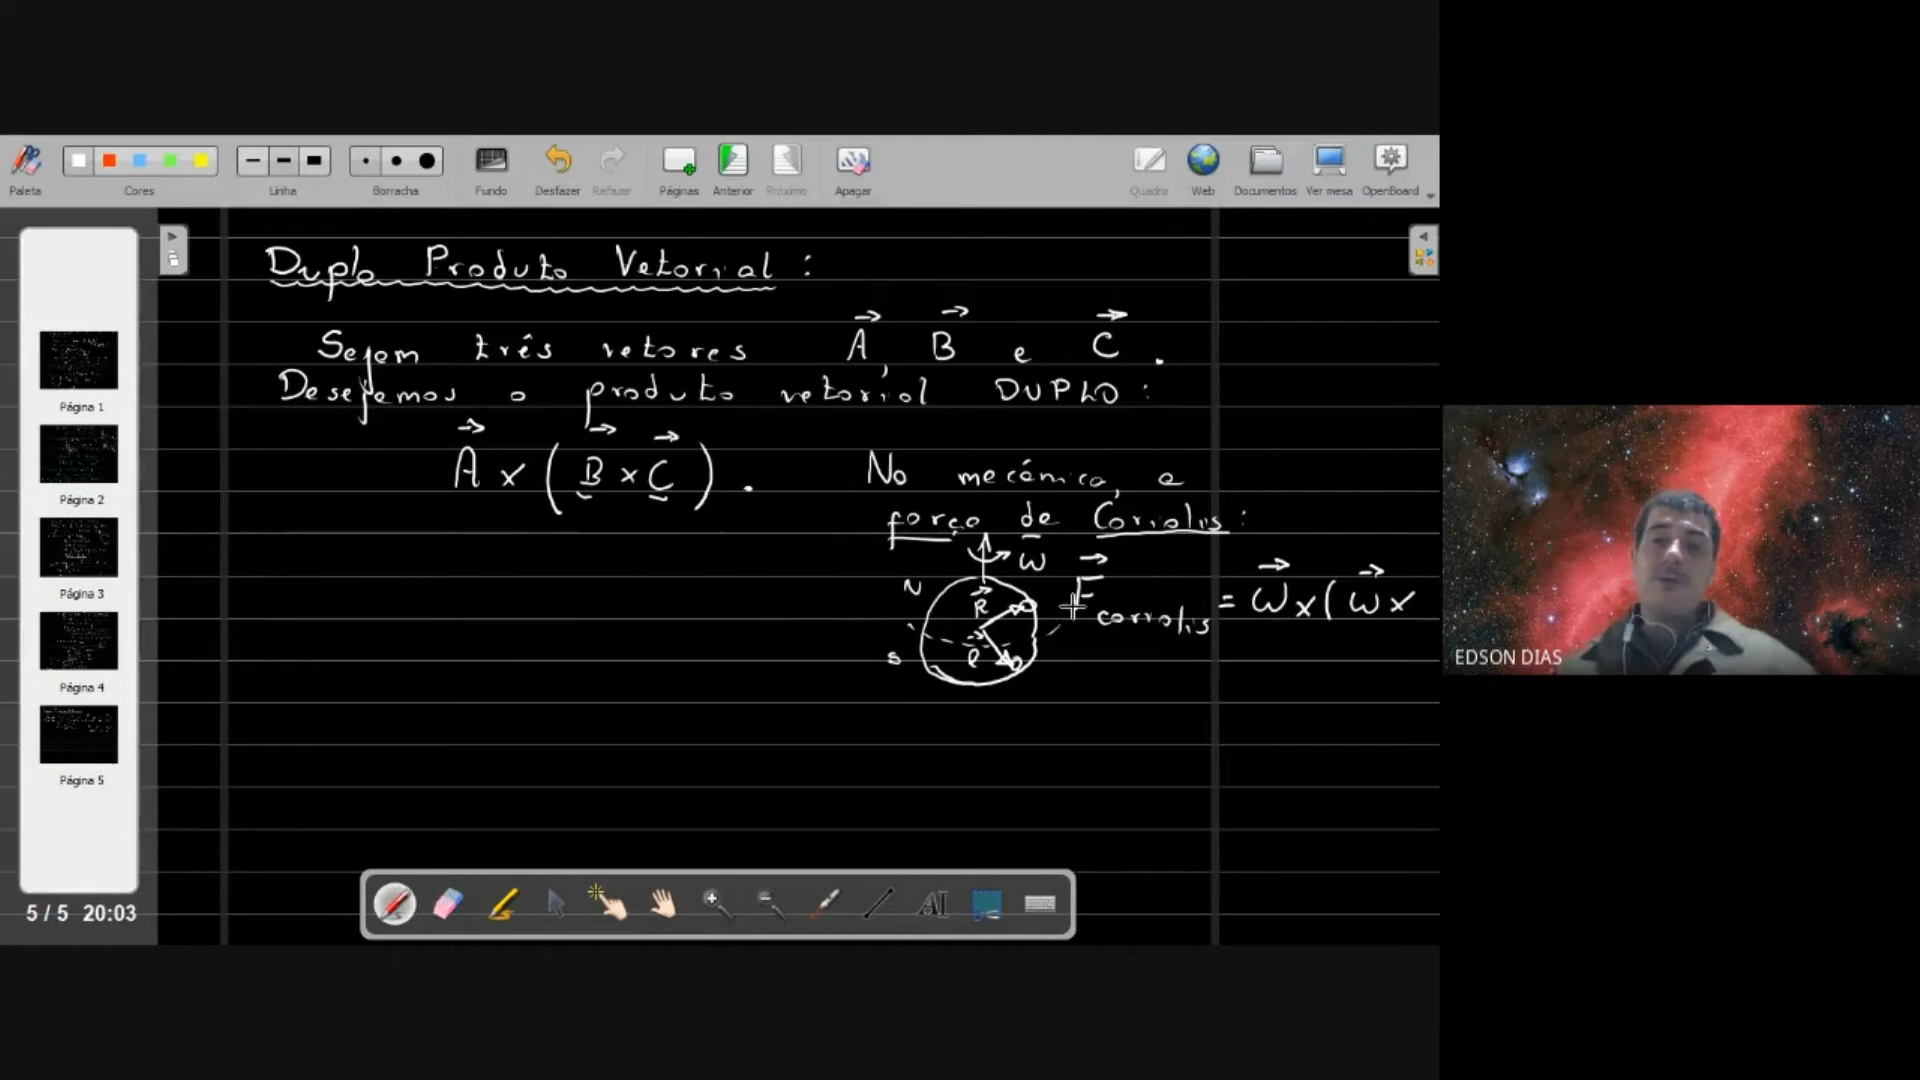 Paleta
Cores
Linha
Borracha
Fundo
Desfazer
Refazer
Páginas
Anterior
Próximo
Apagar
Quadro
Web
Documentos
Ver mesa
OpenBoard
Página 1
Página 2
Página 3
Página 4
Página 5
5 / 5 20:03
Duplo Produto Vetorial :
Sejam três vetores A⃗, B⃗ e C⃗ .
Desejamos o produto vetorial DUPLO :
A⃗ × ( B⃗ × C⃗ ) .
Na mecânica, a
força de Coriolis :
ω
N
R⃗
S
F⃗ coriolis = ω⃗ × ( ω⃗ ×
AI
EDSON DIAS